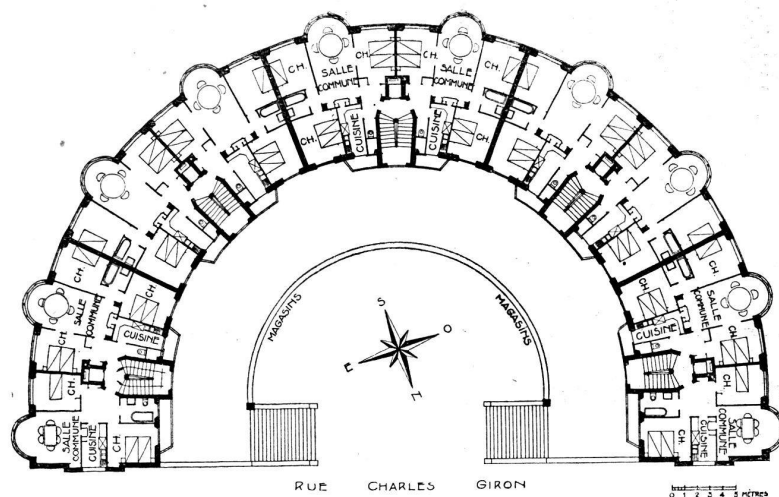 CH.
SALLE
COMMUNE
CH.
CUISINE
CH.
CH.
SALLE
COMMUNE
CH.
CUISINE
CH.
CH.
SALLE
COMMUNE
CH.
CH.
CUISINE
CH.
SALLE
COMMUNE
CUISINE
CH.
CH.
CH.
SALLE
COMMUNE
CH.
CUISINE
CH.
CH.
CUISINE
SALLE
COMMUNE
MAGASINS
MAGASINS
S
O
E
N
RUE CHARLES GIRON
0 1 2 3 4 5 MÈTRES